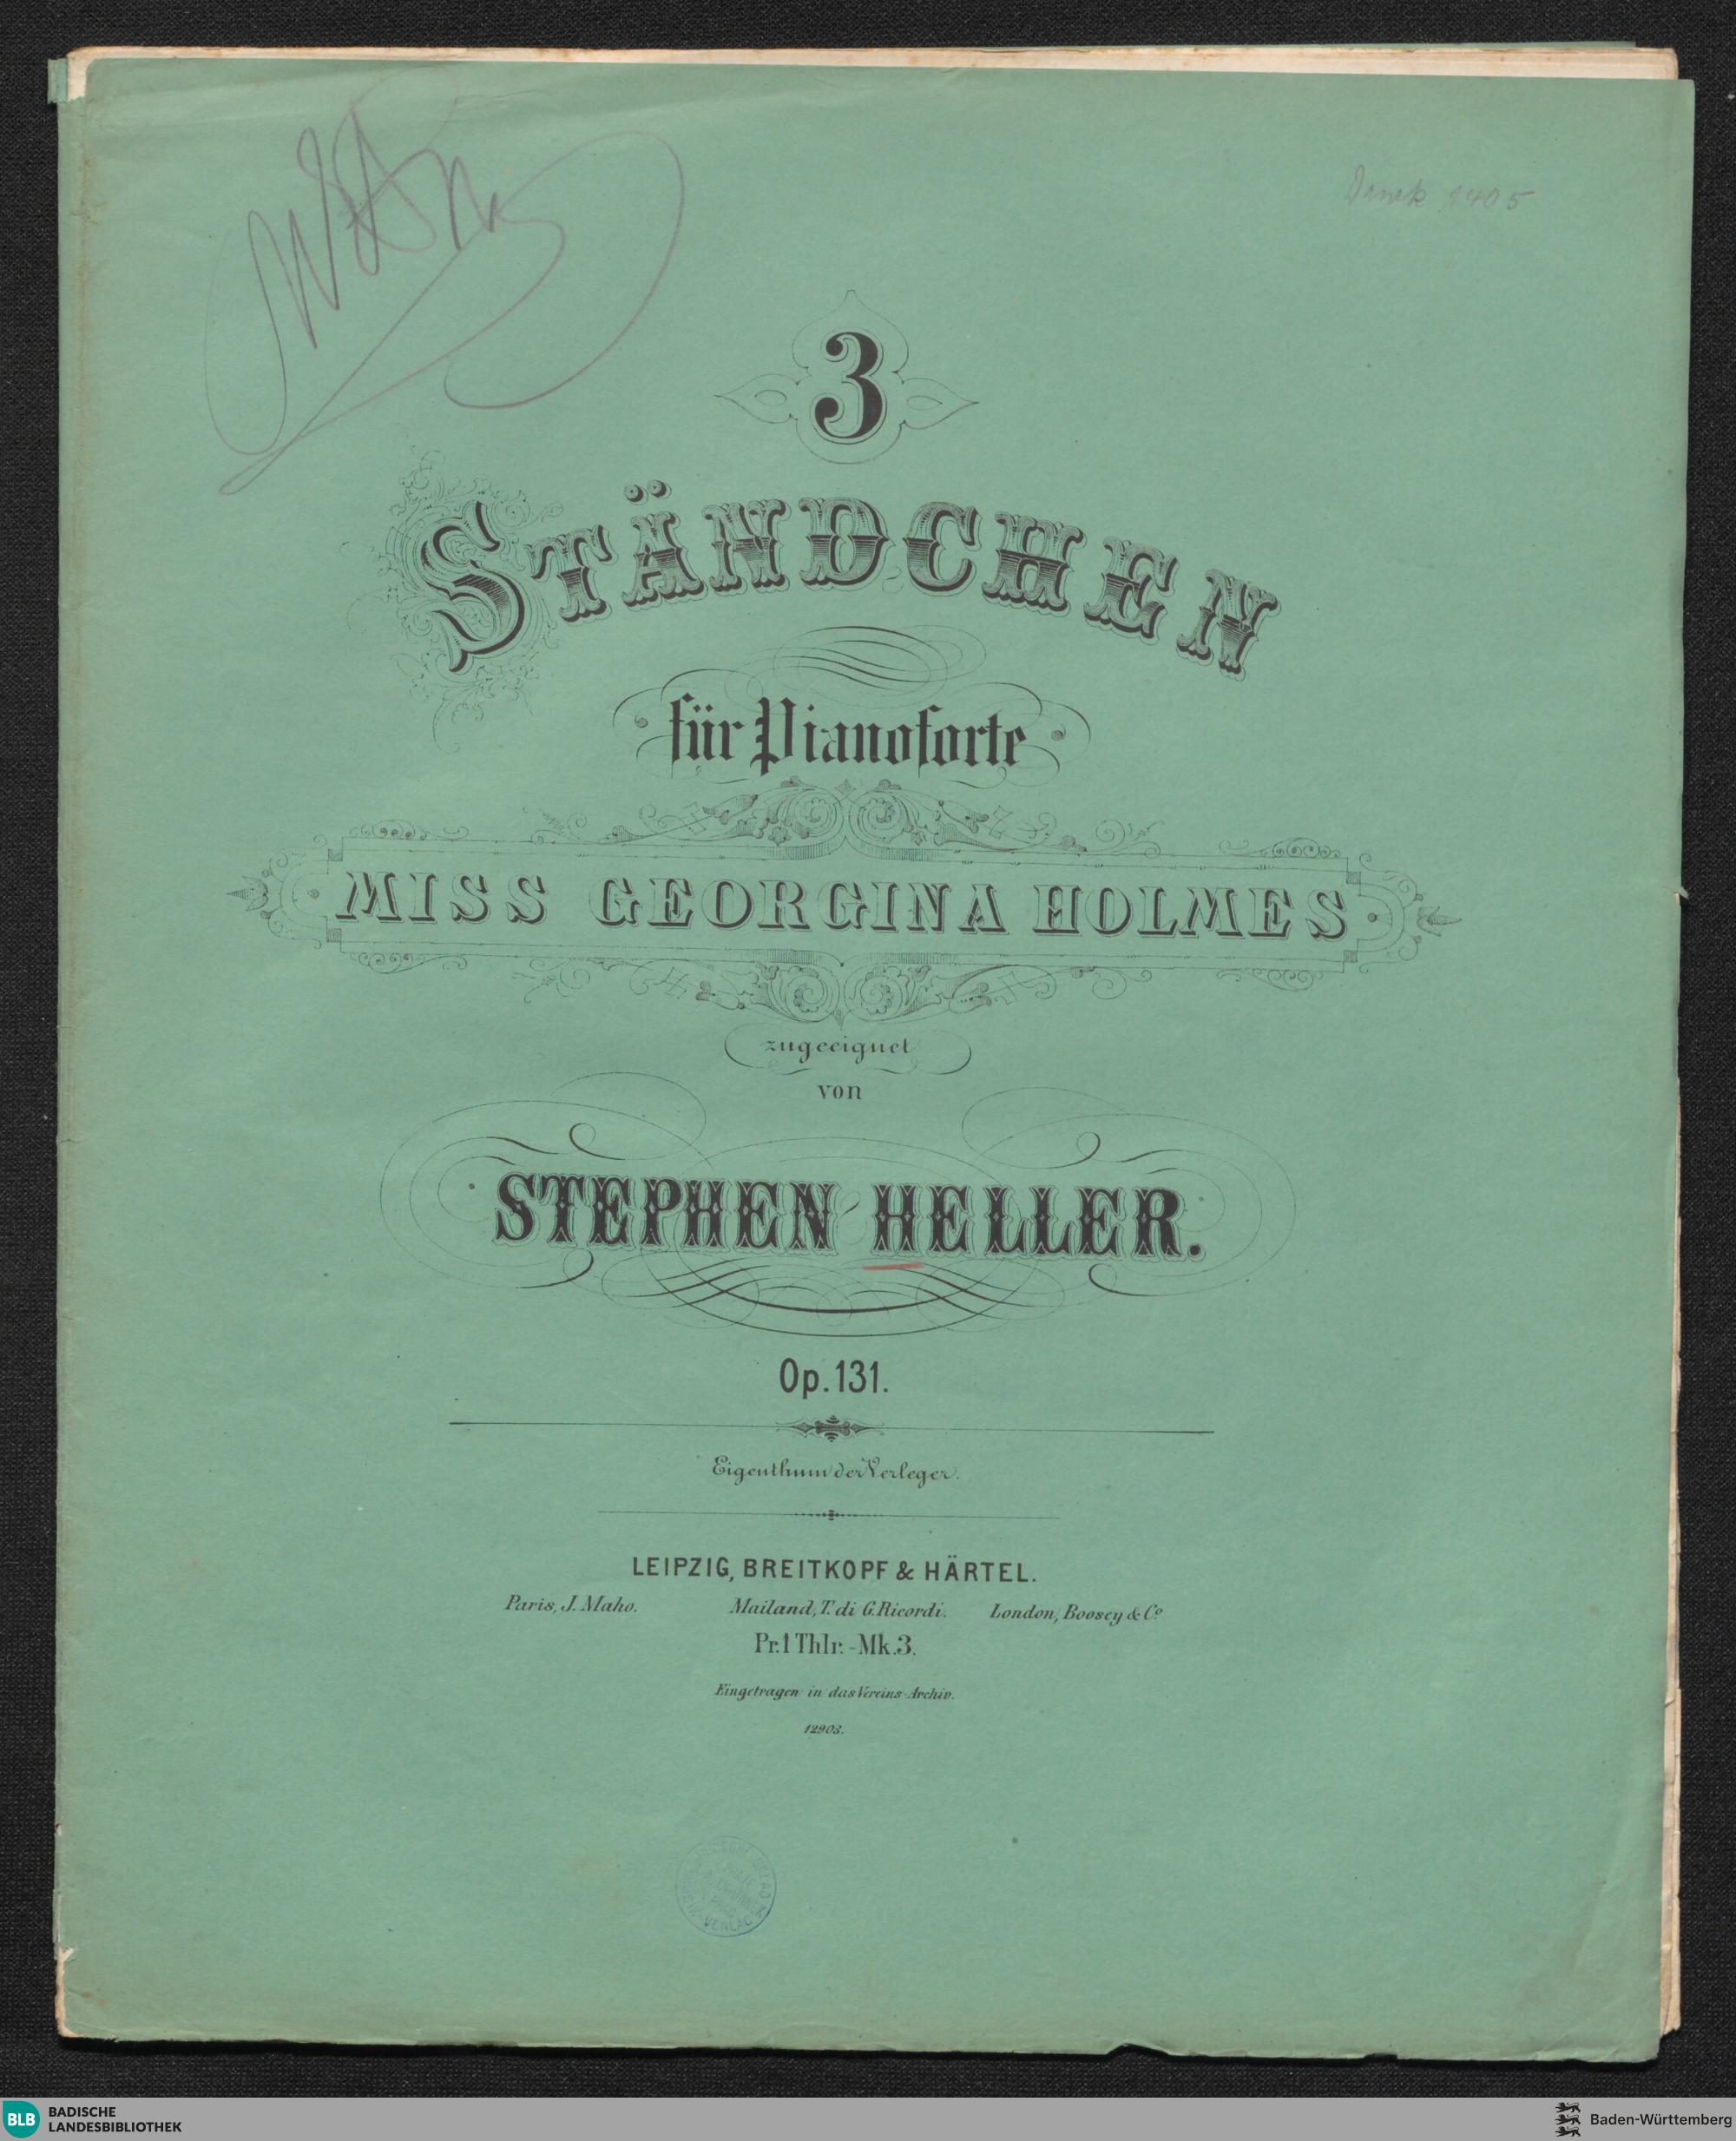 Druck 1405
3
STÄNDCHEN
für Pianoforte
MISS GEORGINA HOLMES
zugeeignet
von
STEPHEN HELLER.
Op. 131.
Eigenthum der Verleger.
LEIPZIG, BREITKOPF & HÄRTEL.
Paris, J. Maho. Mailand, T. di G. Ricordi. London, Boosey & Co.
Pr. 1 Thlr. - Mk. 3.
Eingetragen in das Vereins-Archiv.
12903.
BLB BADISCHE
LANDESBIBLIOTHEK
Baden-Württemberg